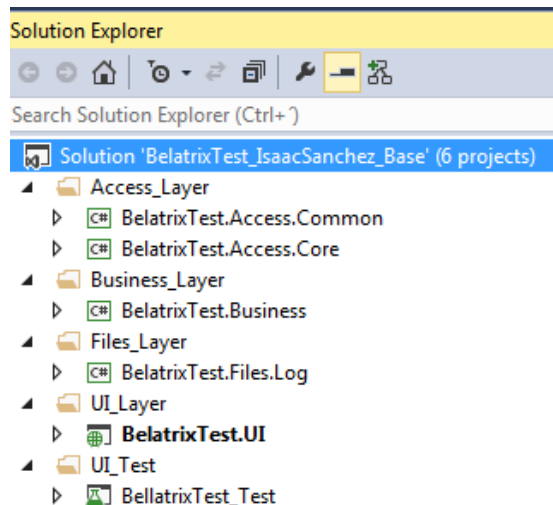 Solution Explorer
Search Solution Explorer (Ctrl+´)
Solution 'BelatrixTest_IsaacSanchez_Base' (6 projects)
Access_Layer
C# BelatrixTest.Access.Common
C# BelatrixTest.Access.Core
Business_Layer
C# BelatrixTest.Business
Files_Layer
C# BelatrixTest.Files.Log
UI_Layer
BelatrixTest.UI
UI_Test
BellatrixTest_Test